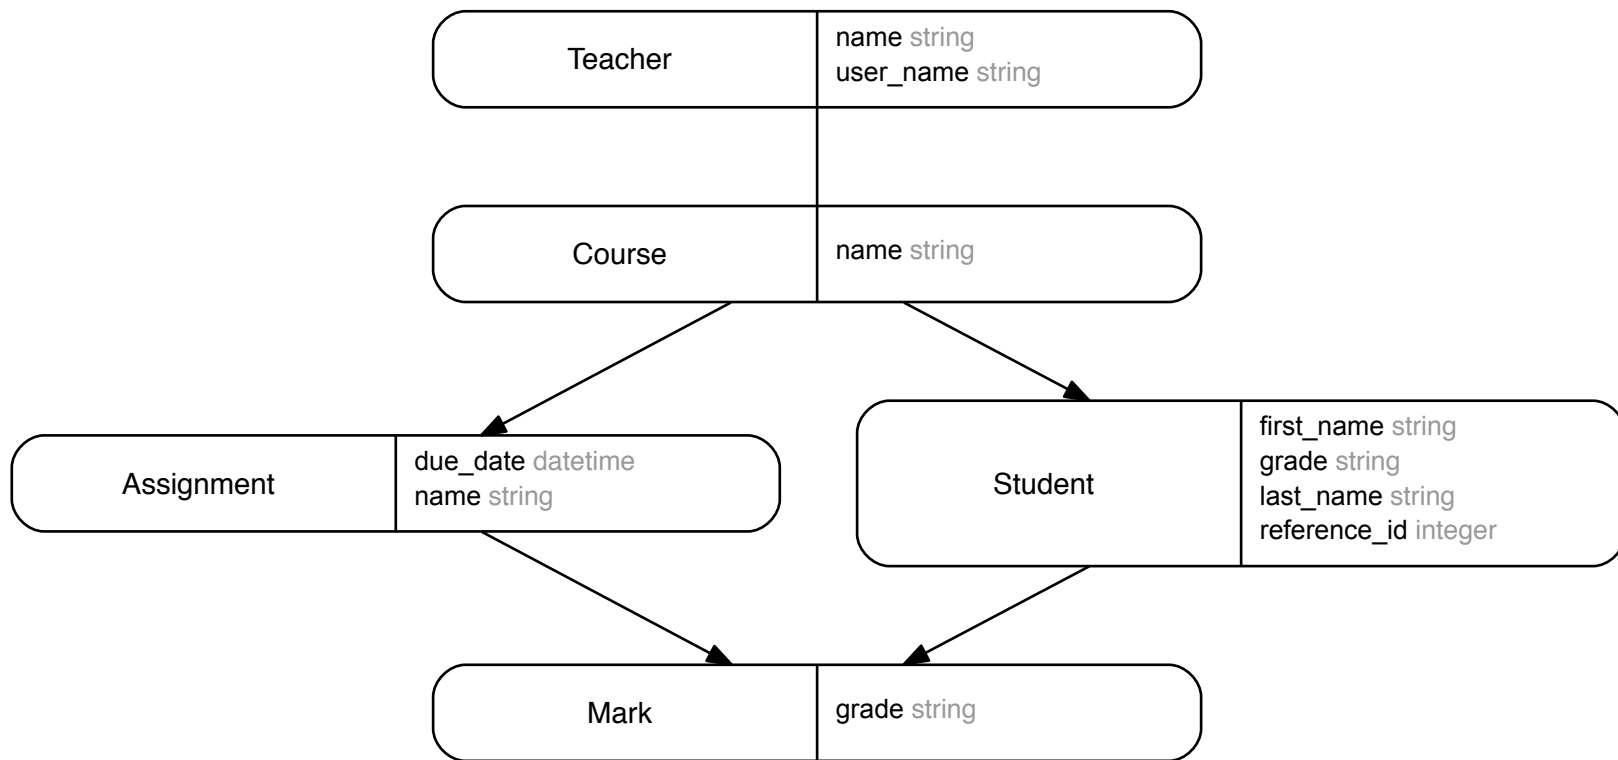 Teacher
name string
user_name string
Course
name string
Assignment
due_date datetime
name string
Student
first_name string
grade string
last_name string
reference_id integer
Mark
grade string